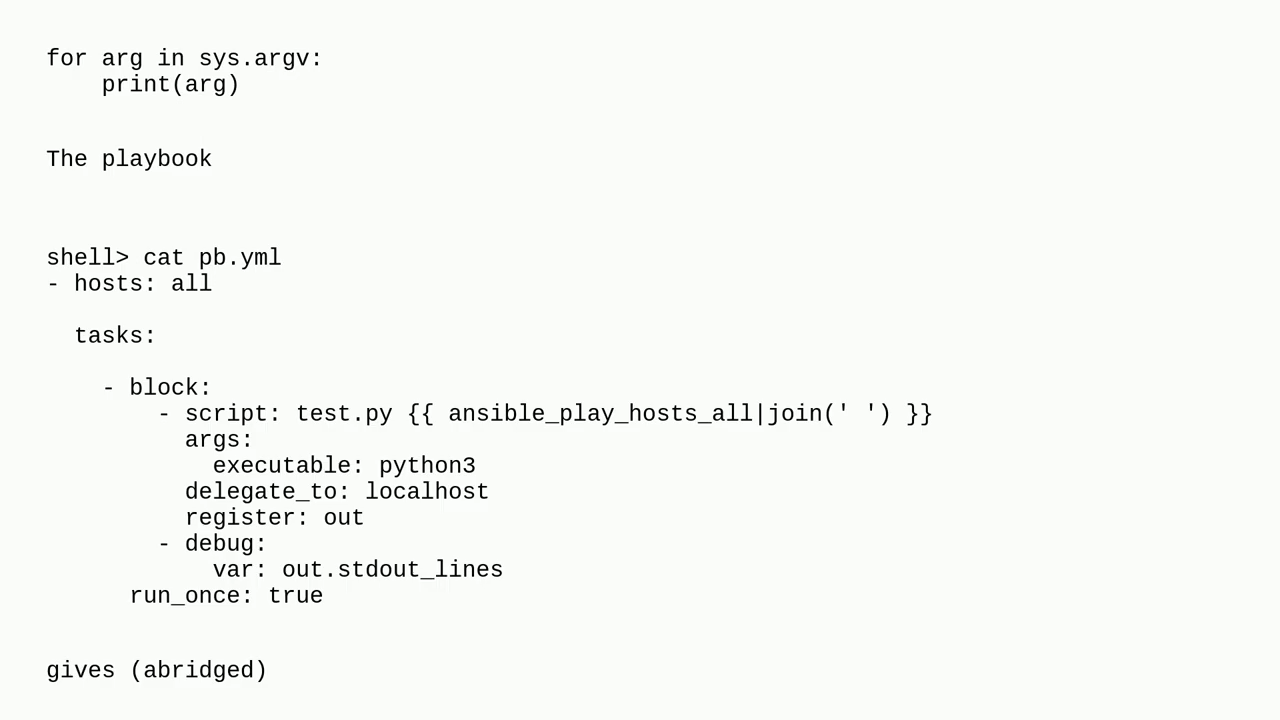 for arg in sys.argv:
    print(arg)
The playbook
shell> cat pb.yml
- hosts: all
  tasks:
    - block:
        - script: test.py {{ ansible_play_hosts_all|join(' ') }}
          args:
            executable: python3
          delegate_to: localhost
          register: out
        - debug:
            var: out.stdout_lines
      run_once: true
gives (abridged)